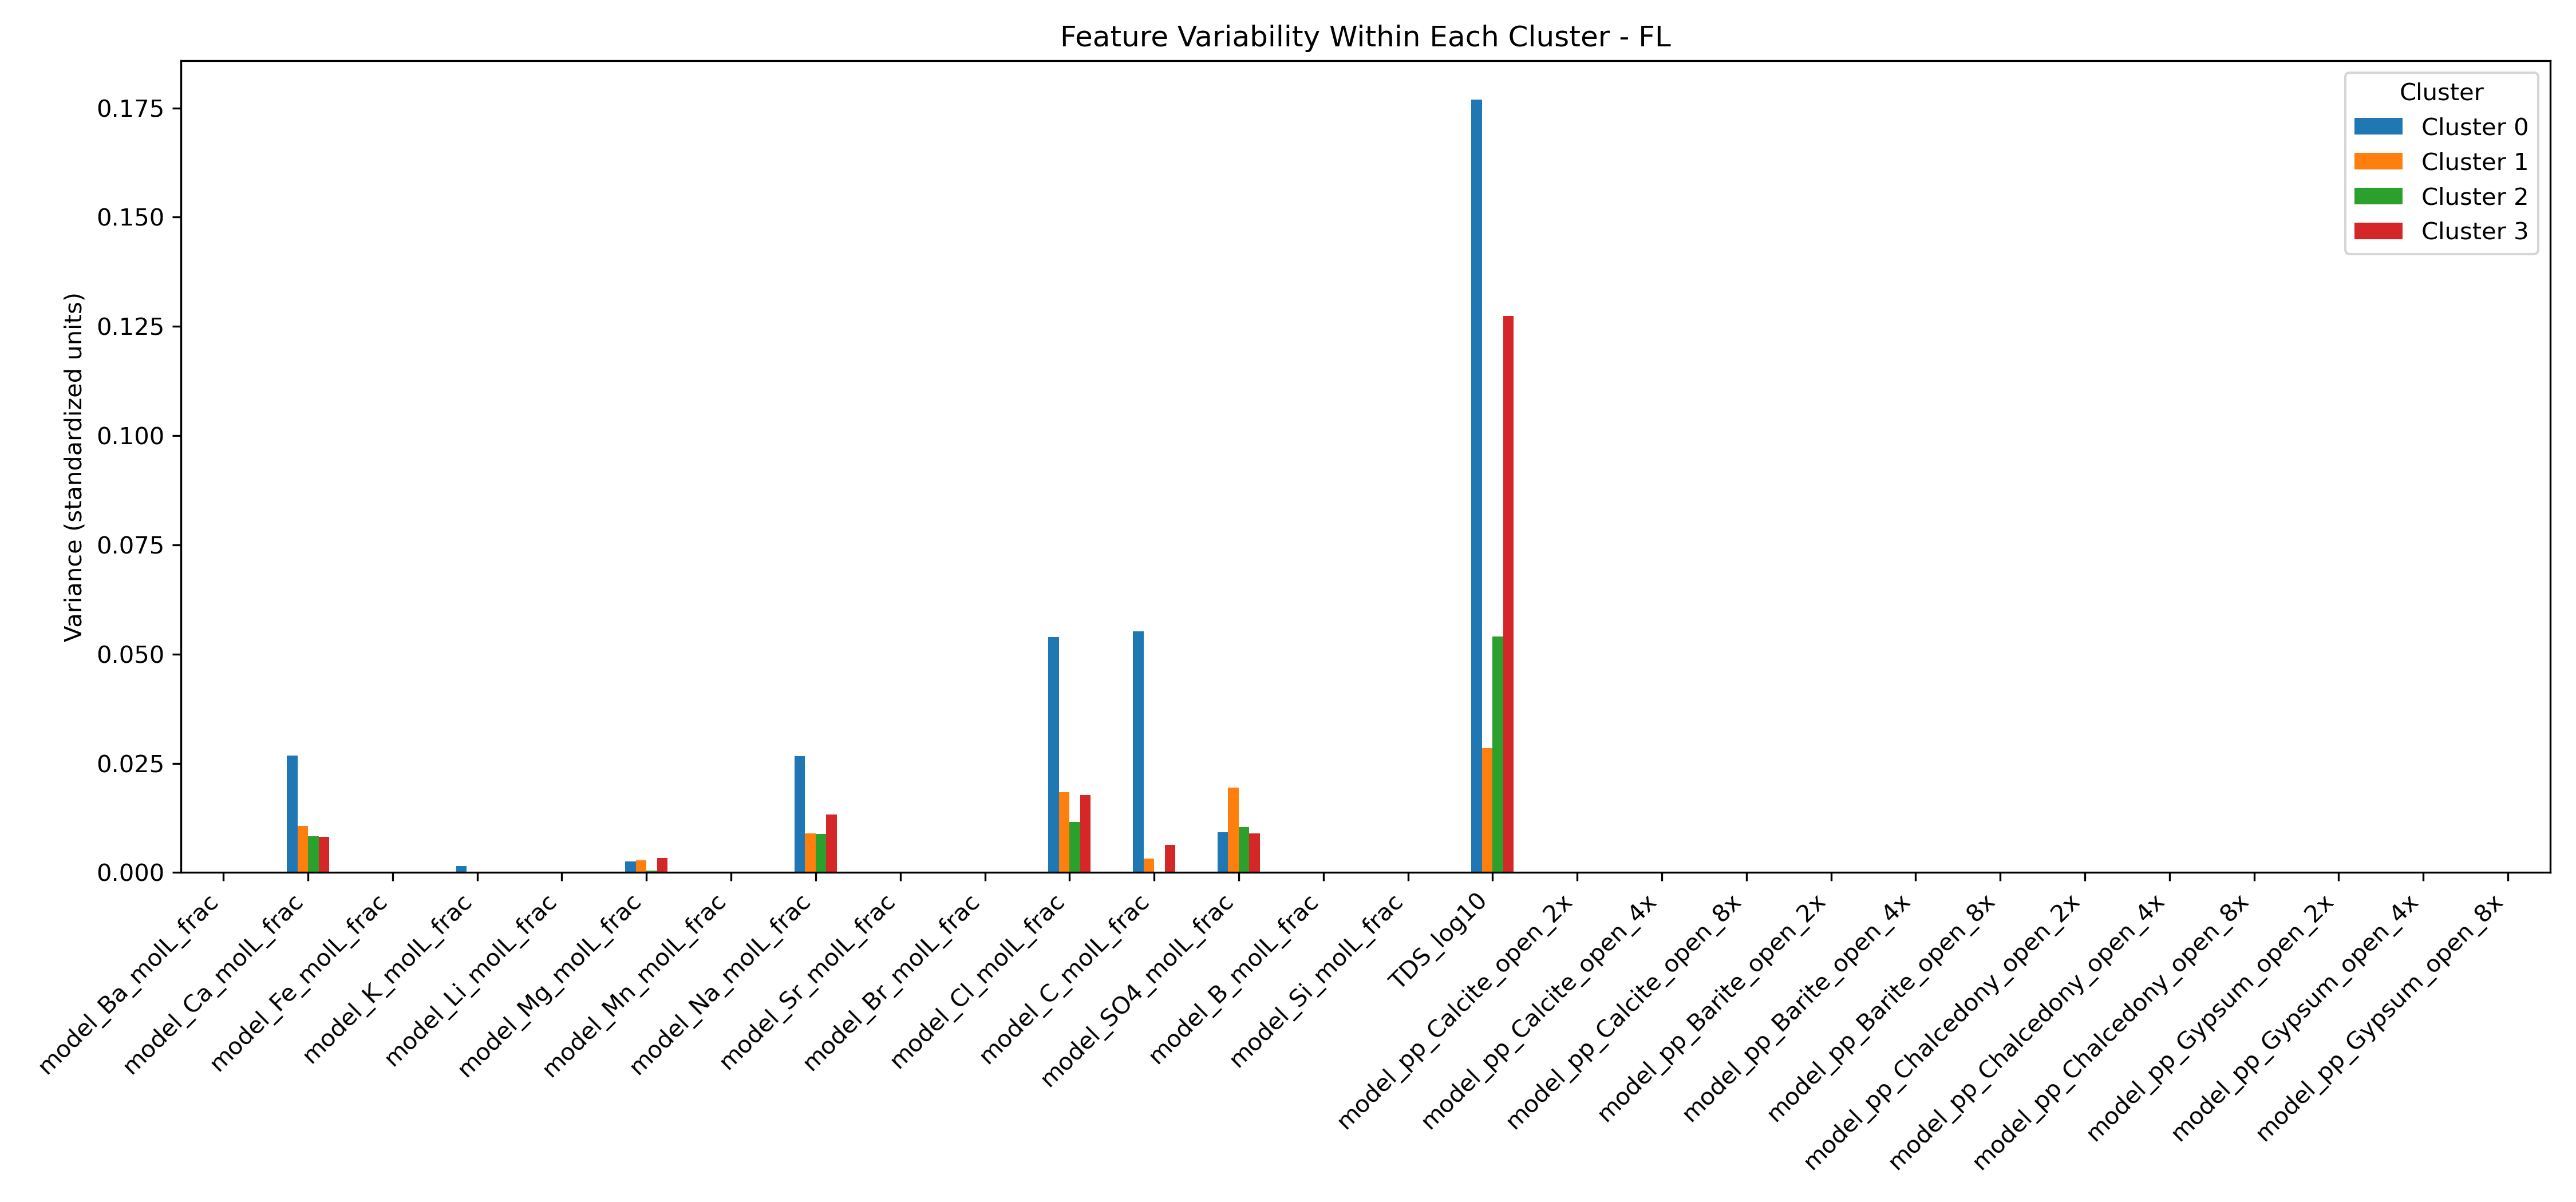 Feature Variability Within Each Cluster - FL
Variance (standardized units)
0.175
0.150
0.125
0.100
0.075
0.050
0.025
0.000
Cluster
Cluster 0
Cluster 1
Cluster 2
Cluster 3
model_Ba_molL_frac
model_Ca_molL_frac
model_Fe_molL_frac
model_K_molL_frac
model_Li_molL_frac
model_Mg_molL_frac
model_Mn_molL_frac
model_Na_molL_frac
model_Sr_molL_frac
model_Br_molL_frac
model_Cl_molL_frac
model_C_molL_frac
model_SO4_molL_frac
model_B_molL_frac
model_Si_molL_frac
TDS_log10
model_pp_Calcite_open_2x
model_pp_Calcite_open_4x
model_pp_Calcite_open_8x
model_pp_Barite_open_2x
model_pp_Barite_open_4x
model_pp_Barite_open_8x
model_pp_Chalcedony_open_2x
model_pp_Chalcedony_open_4x
model_pp_Chalcedony_open_8x
model_pp_Gypsum_open_2x
model_pp_Gypsum_open_4x
model_pp_Gypsum_open_8x